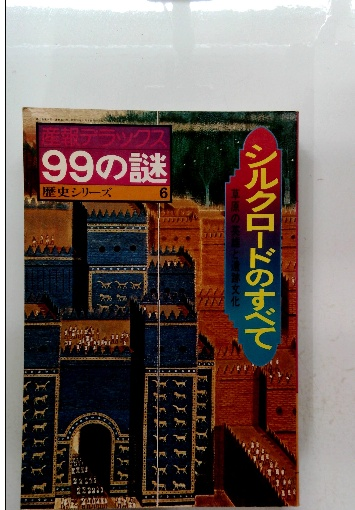 産報デラックス
99の謎
歴史シリーズ
6
シルクロードのすべて